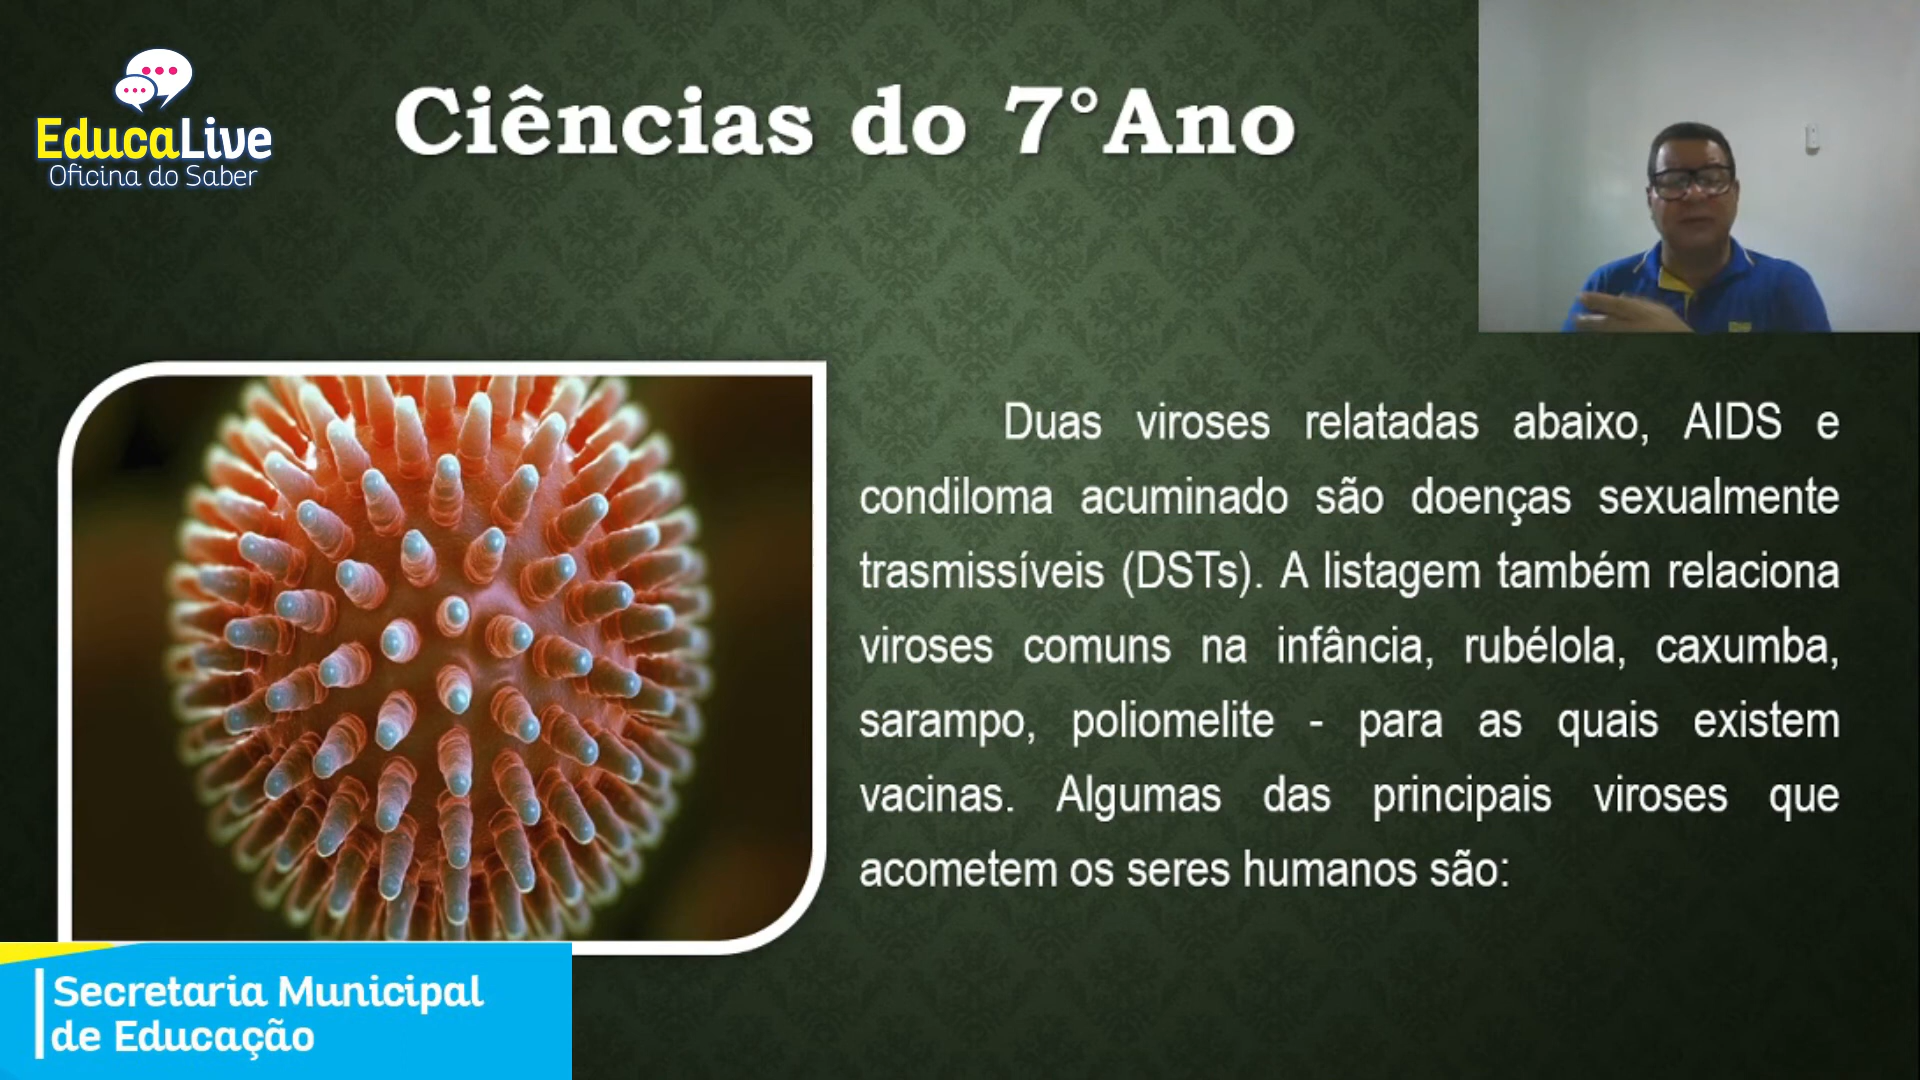 EducaLive
Oficina do Saber
Ciências do 7°Ano
Duas viroses relatadas abaixo, AIDS e
condiloma acuminado são doenças sexualmente
trasmissíveis (DSTs). A listagem também relaciona
viroses comuns na infância, rubélola, caxumba,
sarampo, poliomelite - para as quais existem
vacinas. Algumas das principais viroses que
acometem os seres humanos são:
Secretaria Municipal
de Educação